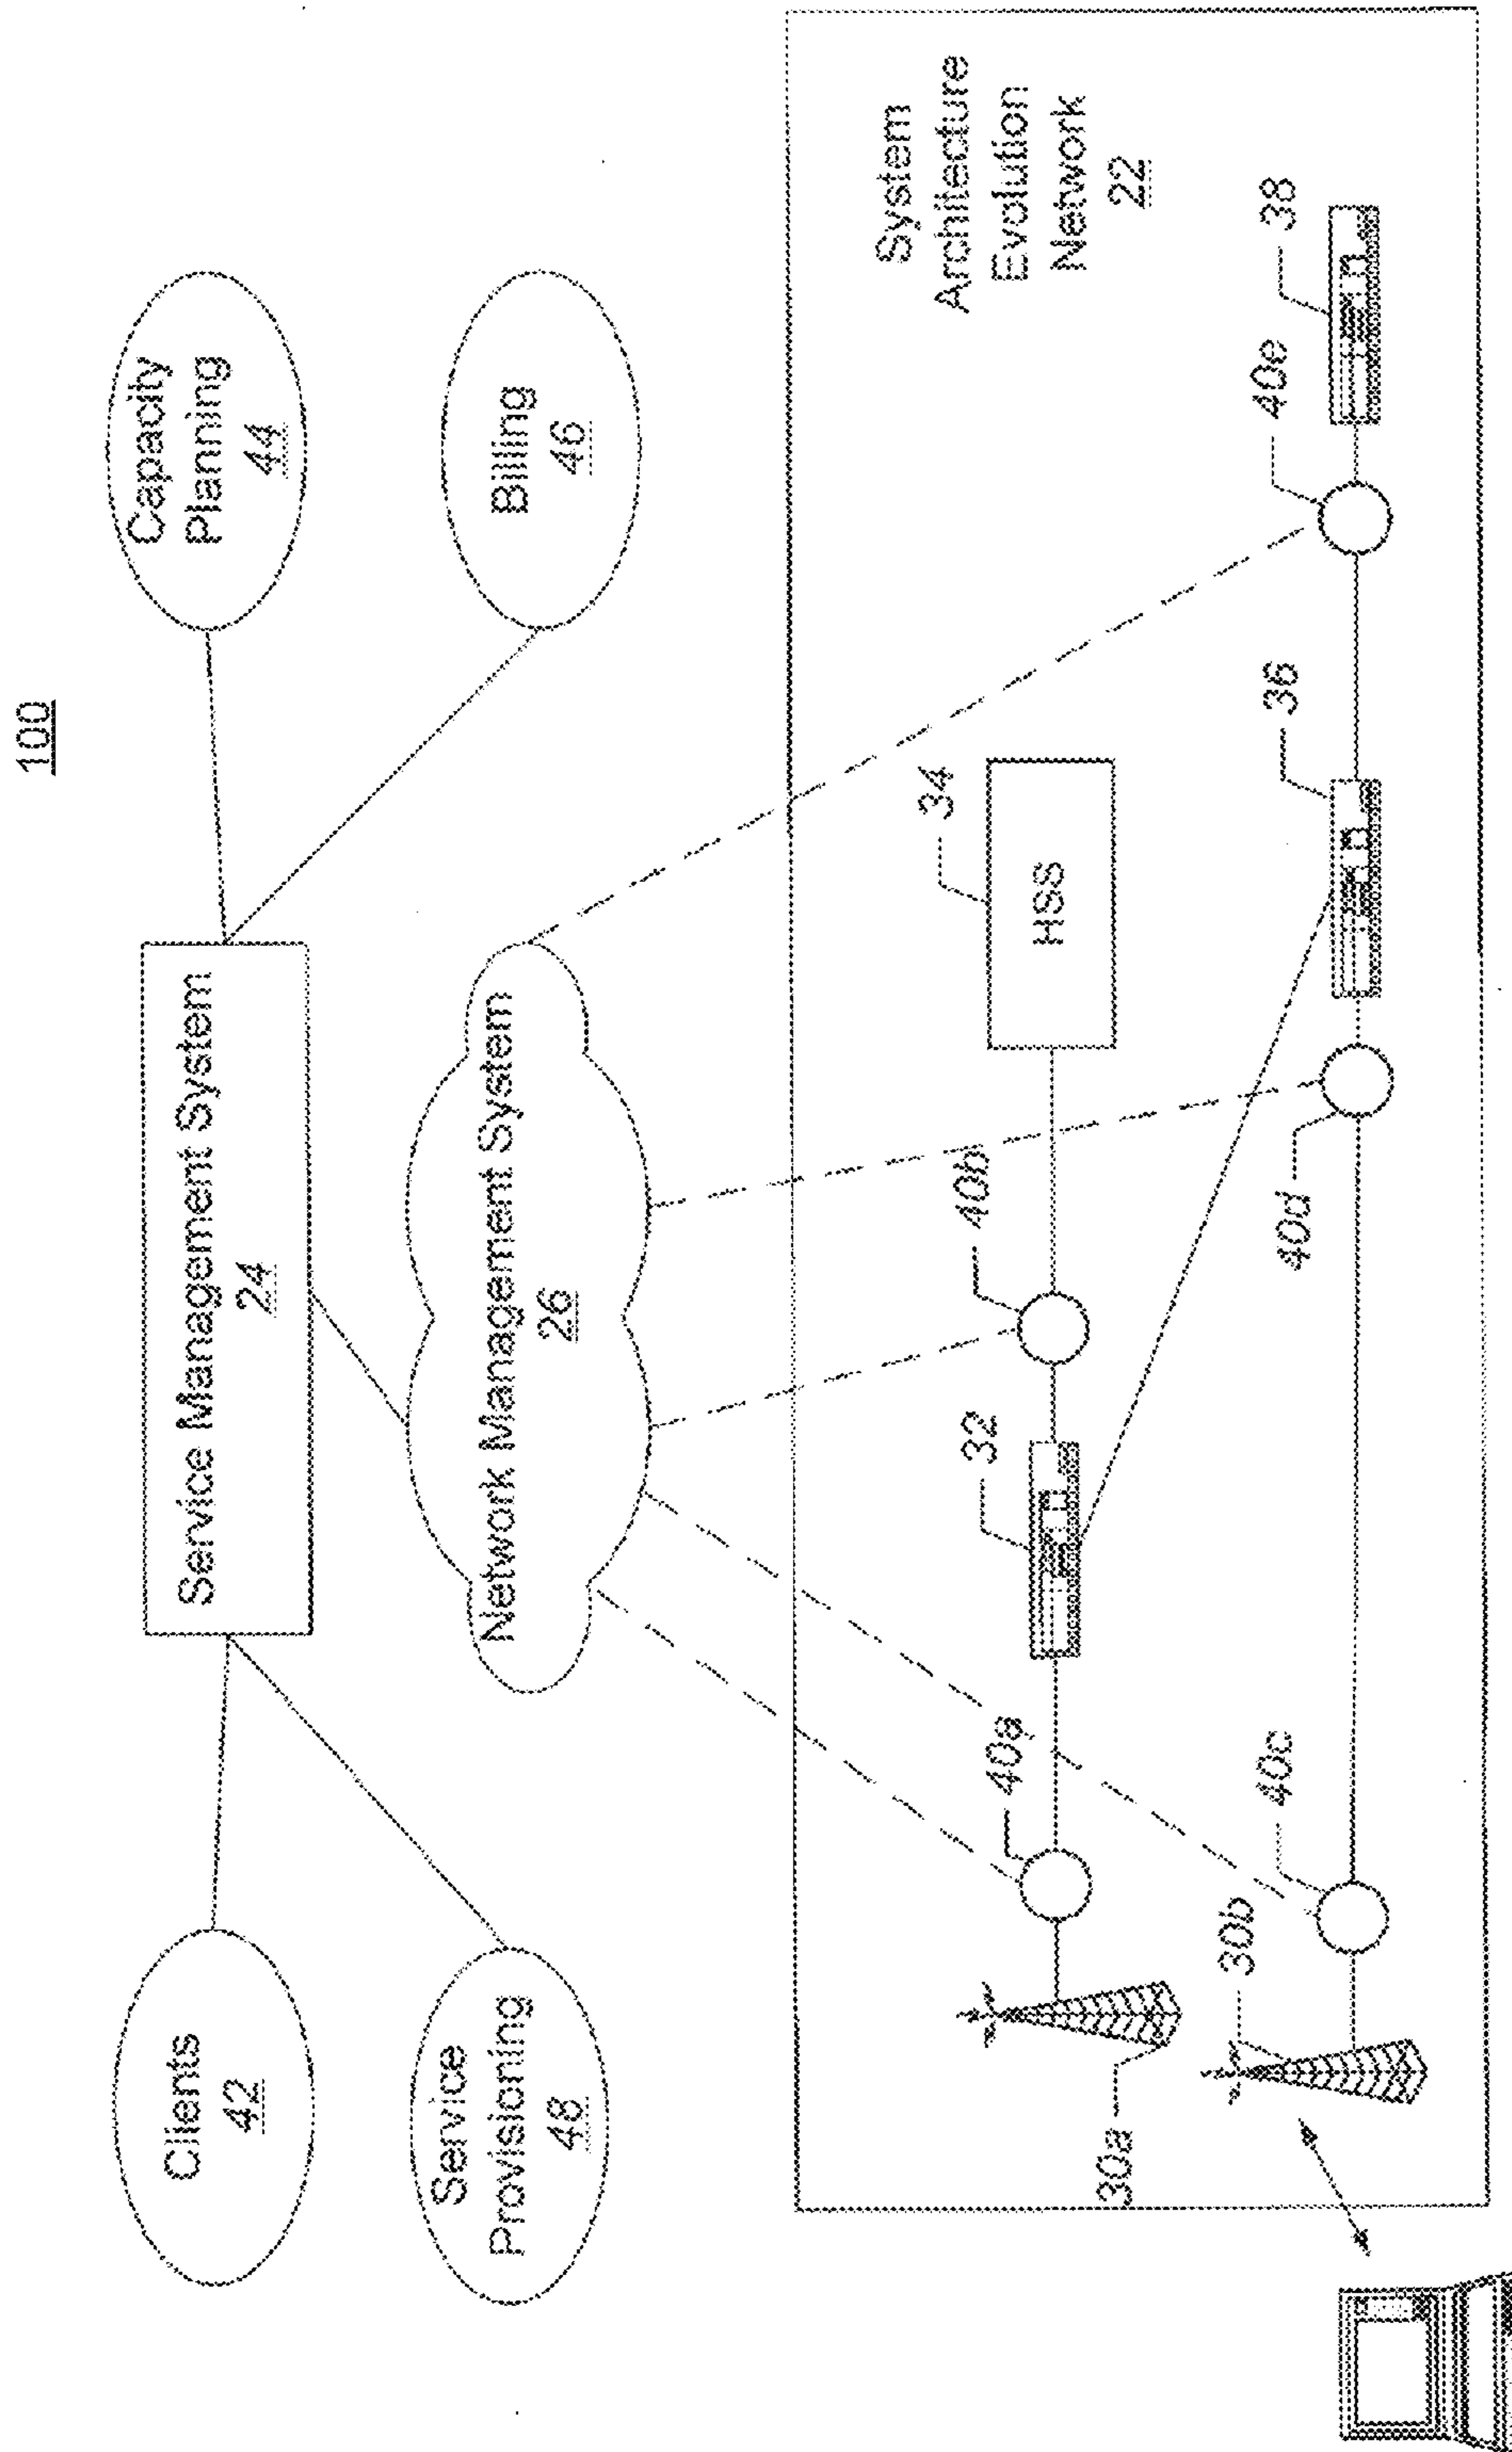 100
Clients
42
Service Management System
24
Capacity
Planning
44
Service
Provisioning
48
Network Management System
26
Billing
46
System
Architecture
Evolution
Network
22
34
HSS
40b
32
40a
30a
38
40e
36
40d
40c
30b